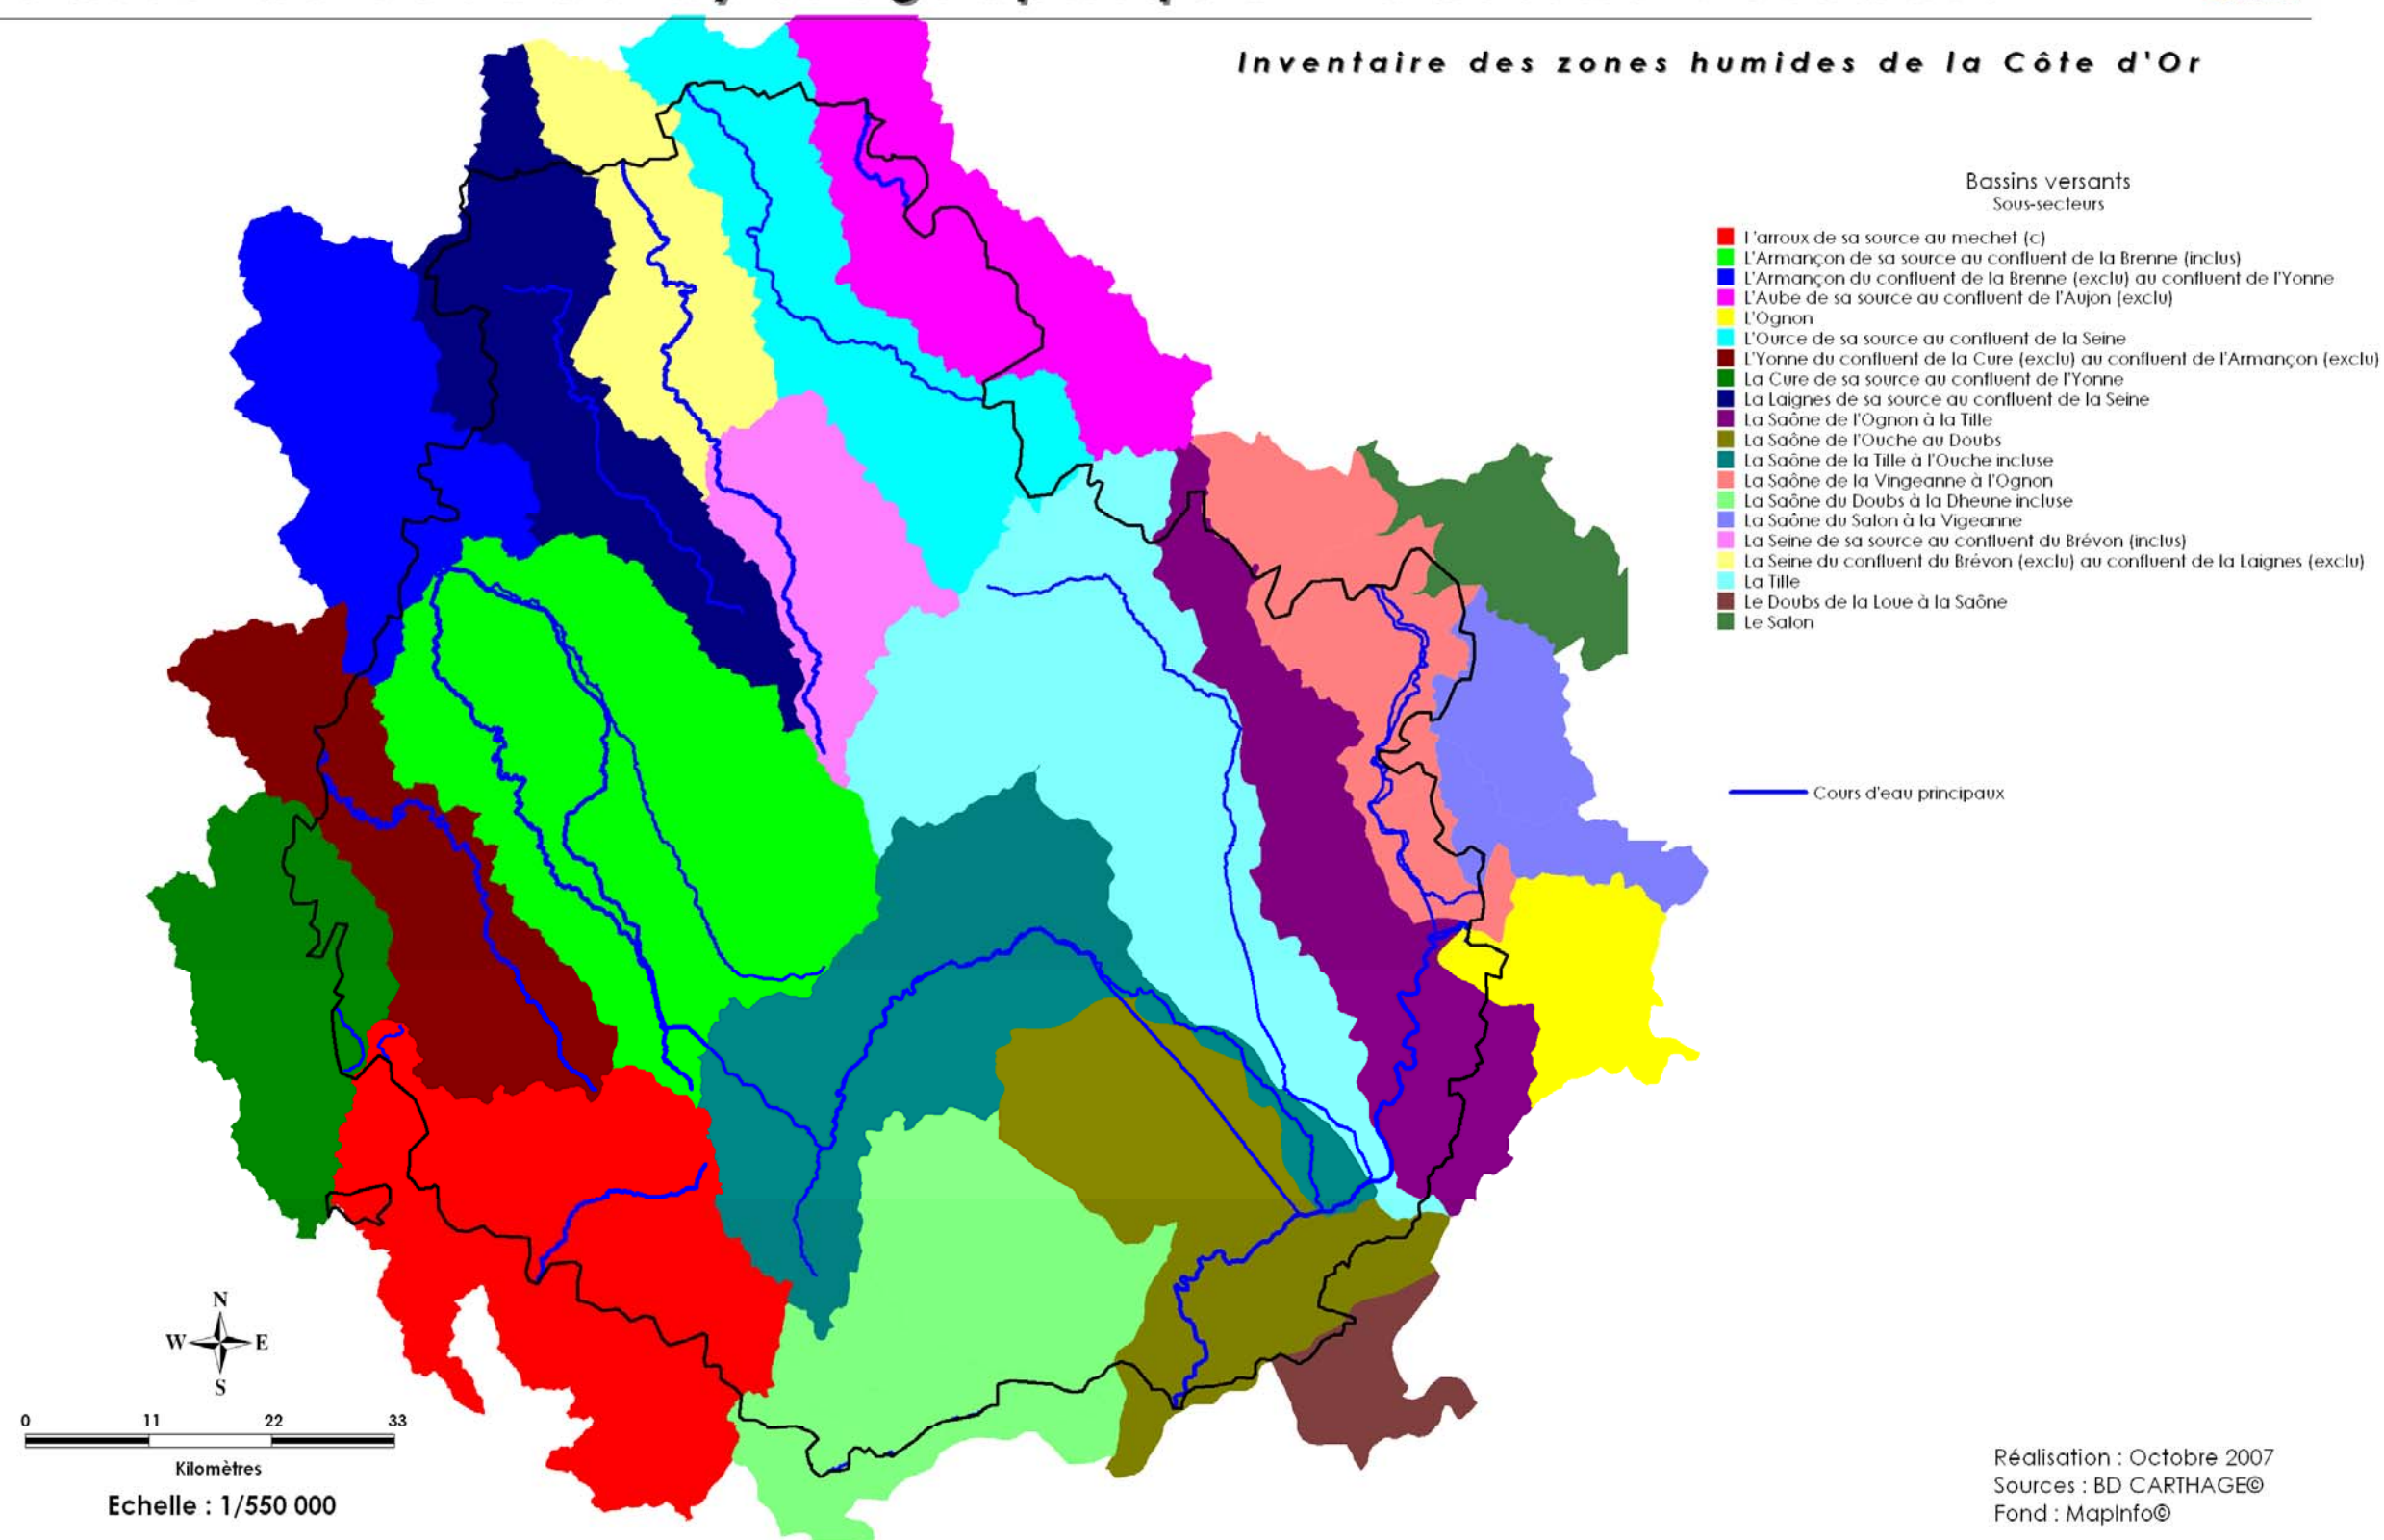 Inventaire des zones humides de la Côte d'Or
Bassins versants
Sous-secteurs
l'arroux de sa source au mechet (c)
L'Armançon de sa source au confluent de la Brenne (inclus)
L'Armançon du confluent de la Brenne (exclu) au confluent de l'Yonne
L'Aube de sa source au confluent de l'Aujon (exclu)
L'Ognon
L'Ource de sa source au confluent de la Seine
L'Yonne du confluent de la Cure (exclu) au confluent de l'Armançon (exclu)
La Cure de sa source au confluent de l'Yonne
La Laignes de sa source au confluent de la Seine
La Saône de l'Ognon à la Tille
La Saône de l'Ouche au Doubs
La Saône de la Tille à l'Ouche incluse
La Saône de la Vingeanne à l'Ognon
La Saône du Doubs à la Dheune incluse
La Saône du Salon à la Vigeanne
La Seine de sa source au confluent du Brévon (inclus)
La Seine du confluent du Brévon (exclu) au confluent de la Laignes (exclu)
La Tille
Le Doubs de la Loue à la Saône
Le Salon
Cours d'eau principaux
N
W E
S
0 11 22 33
Kilomètres
Echelle : 1/550 000
Réalisation : Octobre 2007
Sources : BD CARTHAGE©
Fond : MapInfo©